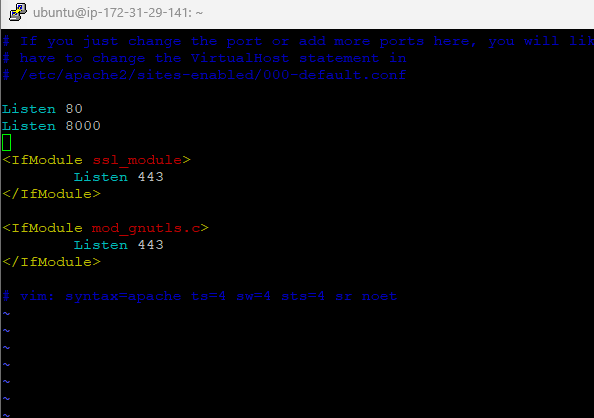 ubuntu@ip-172-31-29-141: ~
# If you just change the port or add more ports here, you will lik
# have to change the VirtualHost statement in
# /etc/apache2/sites-enabled/000-default.conf
Listen 80
Listen 8000
<IfModule ssl_module>
Listen 443
</IfModule>
<IfModule mod_gnutls.c>
Listen 443
</IfModule>
# vim: syntax=apache ts=4 sw=4 sts=4 sr noet
~
~
~
~
~
~
~